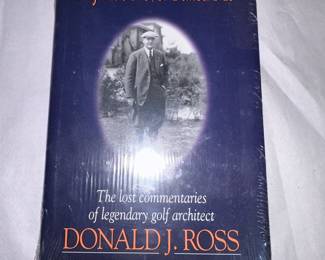 The lost commentaries
of legendary golf architect
DONALD J. ROSS